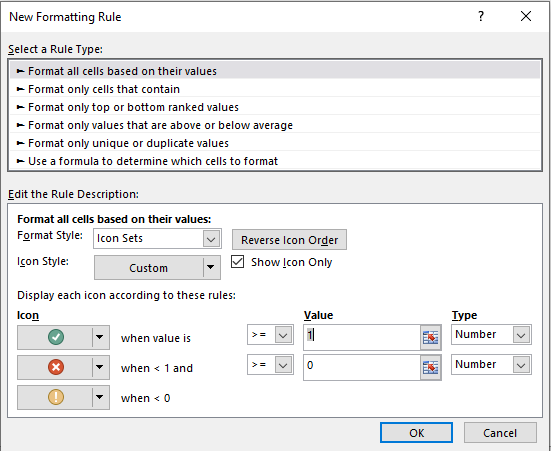 New Formatting Rule ? ×
Select a Rule Type:
► Format all cells based on their values
► Format only cells that contain
► Format only top or bottom ranked values
► Format only values that are above or below average
► Format only unique or duplicate values
► Use a formula to determine which cells to format
Edit the Rule Description:
Format all cells based on their values:
Format Style: Icon Sets Reverse Icon Order
Icon Style: Custom Show Icon Only
Display each icon according to these rules:
Icon Value Type
when value is >= 1 Number
when < 1 and >= 0 Number
when < 0
OK Cancel